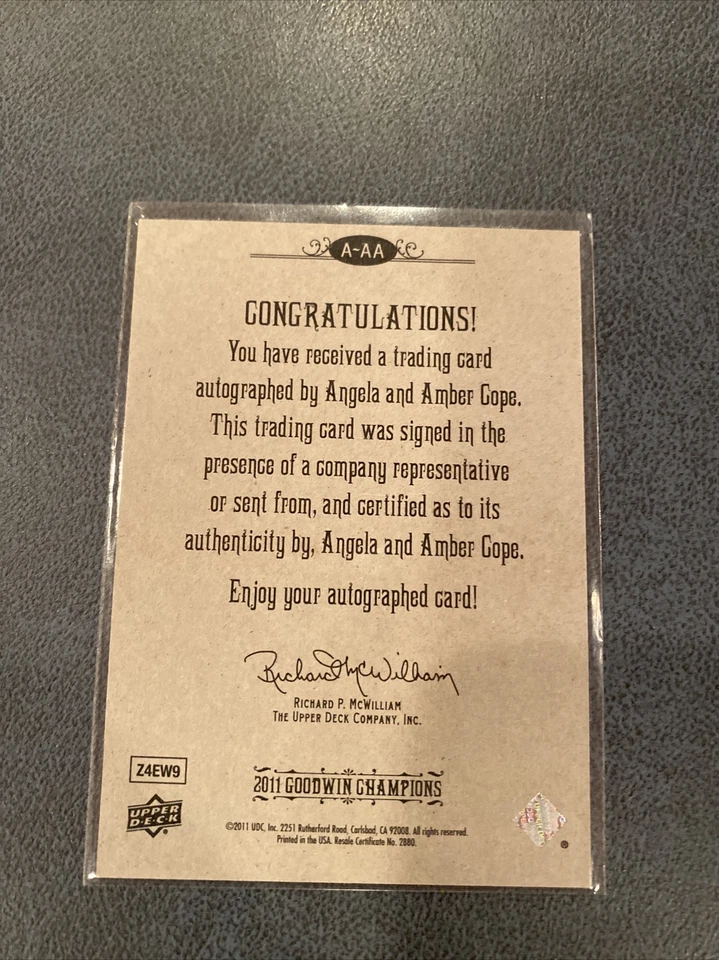 A~AA
CONGRATULATIONS!
You have received a trading card
autographed by Angela and Amber Cope.
This trading card was signed in the
presence of a company representative
or sent from, and certified as to its
authenticity by, Angela and Amber Cope.
Enjoy your autographed card!
Richard McWilliam
RICHARD P. MCWILLIAM
THE UPPER DECK COMPANY, INC.
Z4EW9
2011 GOODWIN CHAMPIONS
UPPER
D·E·C·K
©2011 UDC, Inc. 2251 Rutherford Road, Carlsbad, CA 92008. All rights reserved.
Printed in the USA. Resale Certificate No. 2880.
®